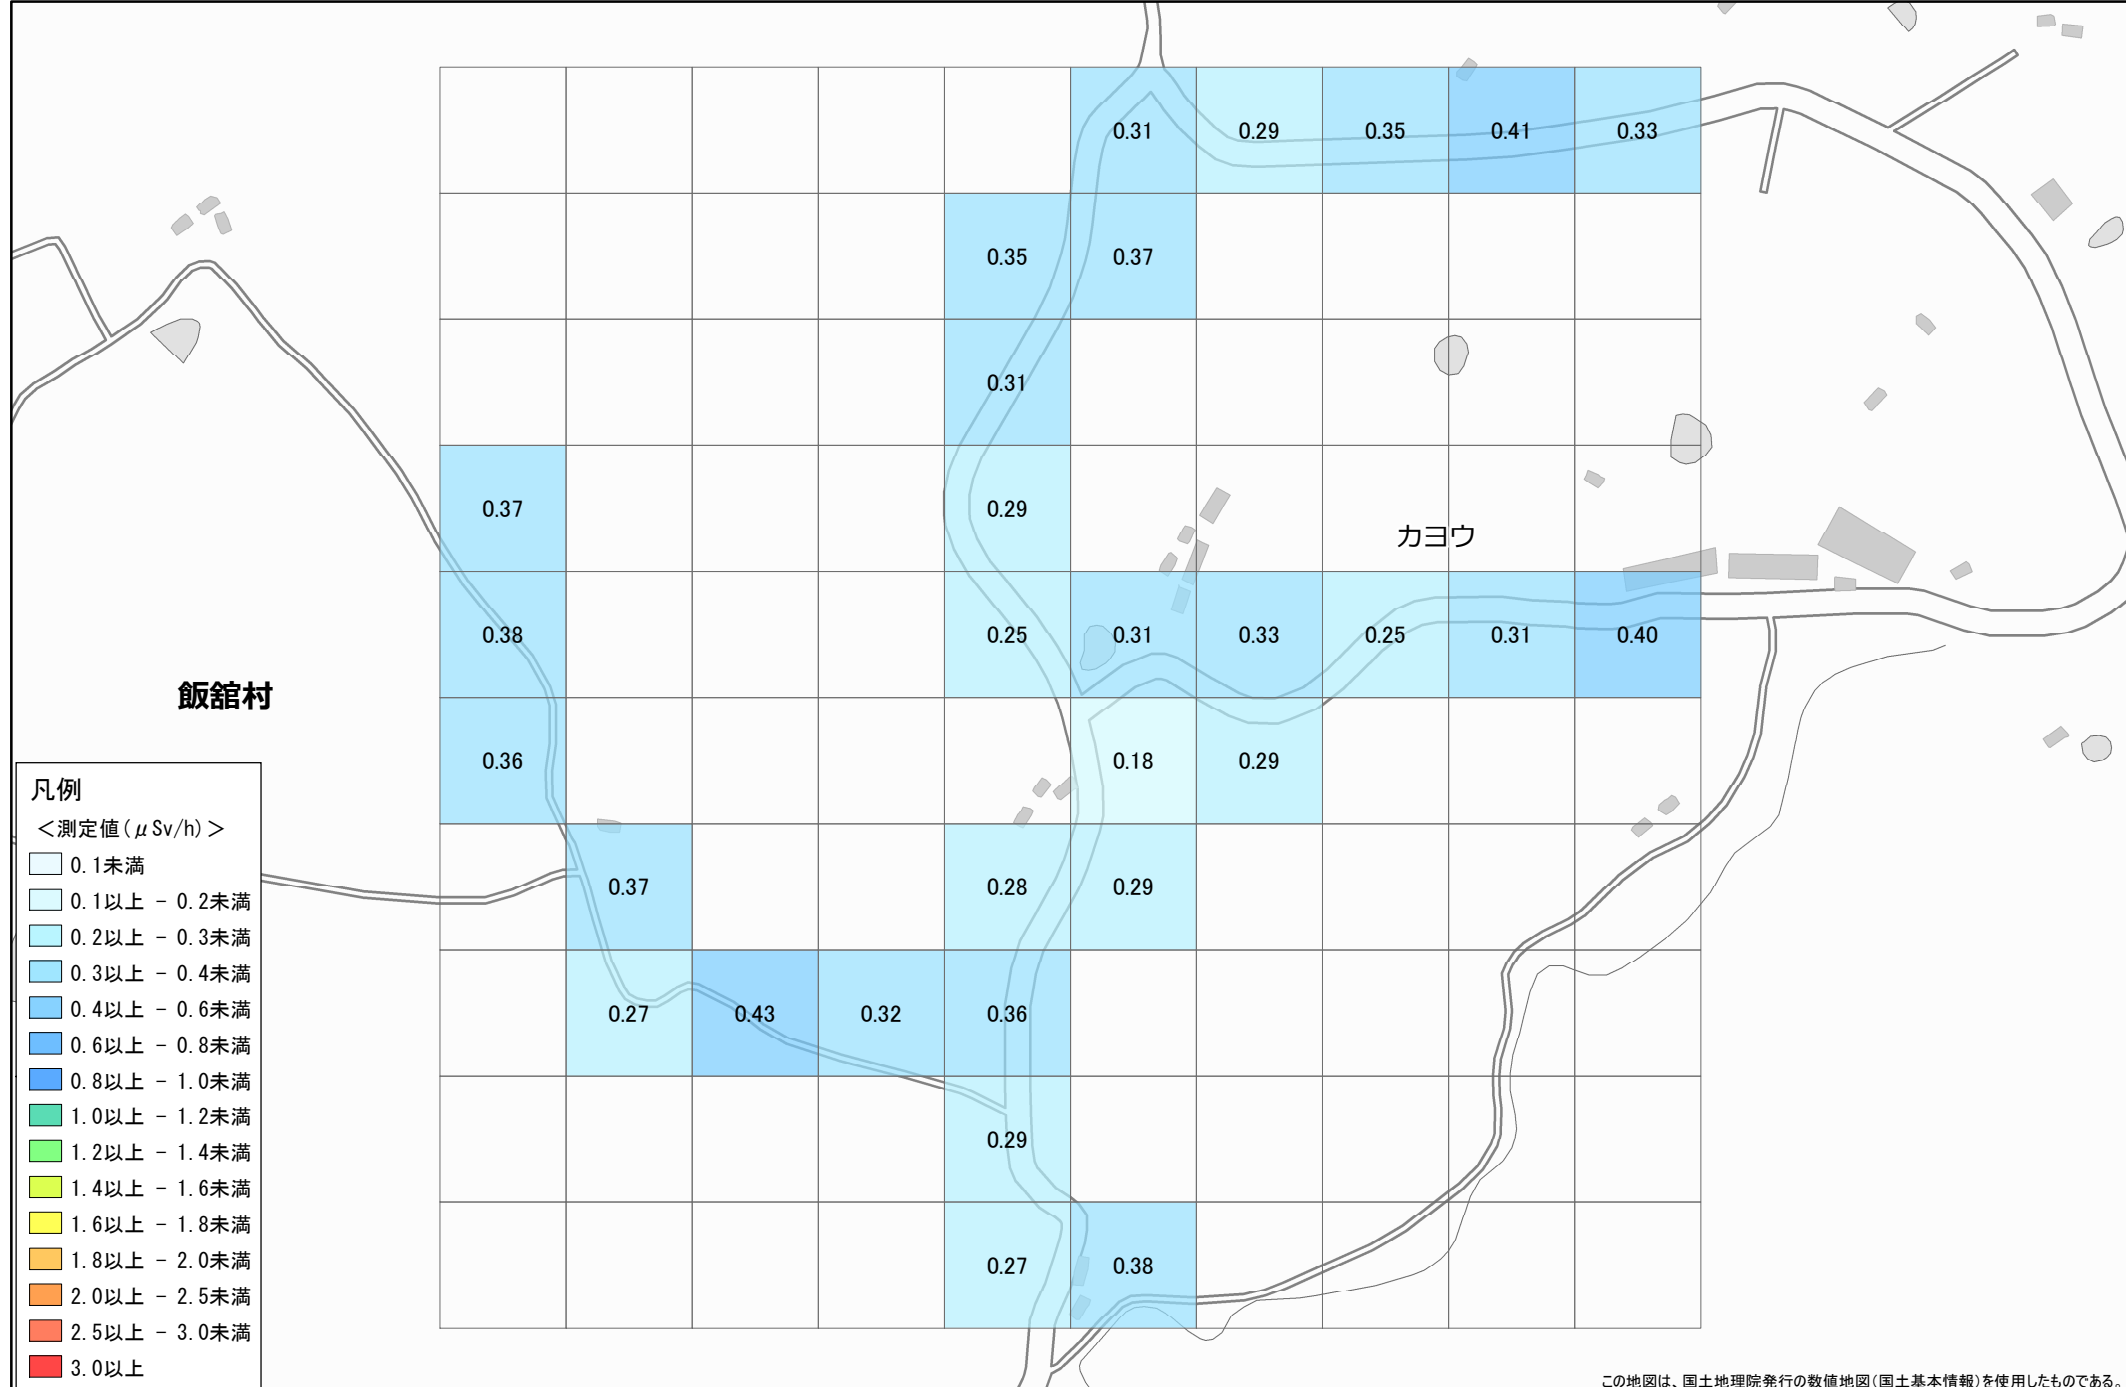 0.31 0.29 0.35 0.41 0.33
0.35 0.37
0.31
0.37 0.29
カヨウ
0.38 0.25 0.31 0.33 0.25 0.31 0.40
飯舘村
0.36 0.18 0.29
0.37 0.28 0.29
0.27 0.43 0.32 0.36
0.29
0.27 0.38
凡例
＜測定値(μSv/h)＞
0.1未満
0.1以上 － 0.2未満
0.2以上 － 0.3未満
0.3以上 － 0.4未満
0.4以上 － 0.6未満
0.6以上 － 0.8未満
0.8以上 － 1.0未満
1.0以上 － 1.2未満
1.2以上 － 1.4未満
1.4以上 － 1.6未満
1.6以上 － 1.8未満
1.8以上 － 2.0未満
2.0以上 － 2.5未満
2.5以上 － 3.0未満
3.0以上
この地図は、国土地理院発行の数値地図(国土基本情報)を使用したものである。